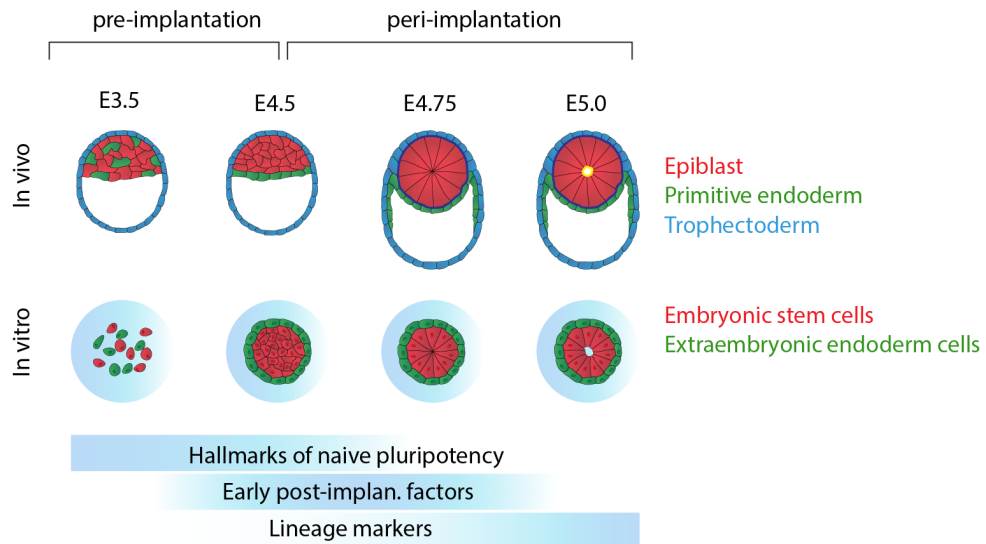 pre-implantation
peri-implantation
E3.5
E4.5
E4.75
E5.0
In vivo
Epiblast
Primitive endoderm
Trophectoderm
In vitro
Embryonic stem cells
Extraembryonic endoderm cells
Hallmarks of naive pluripotency
Early post-implan. factors
Lineage markers